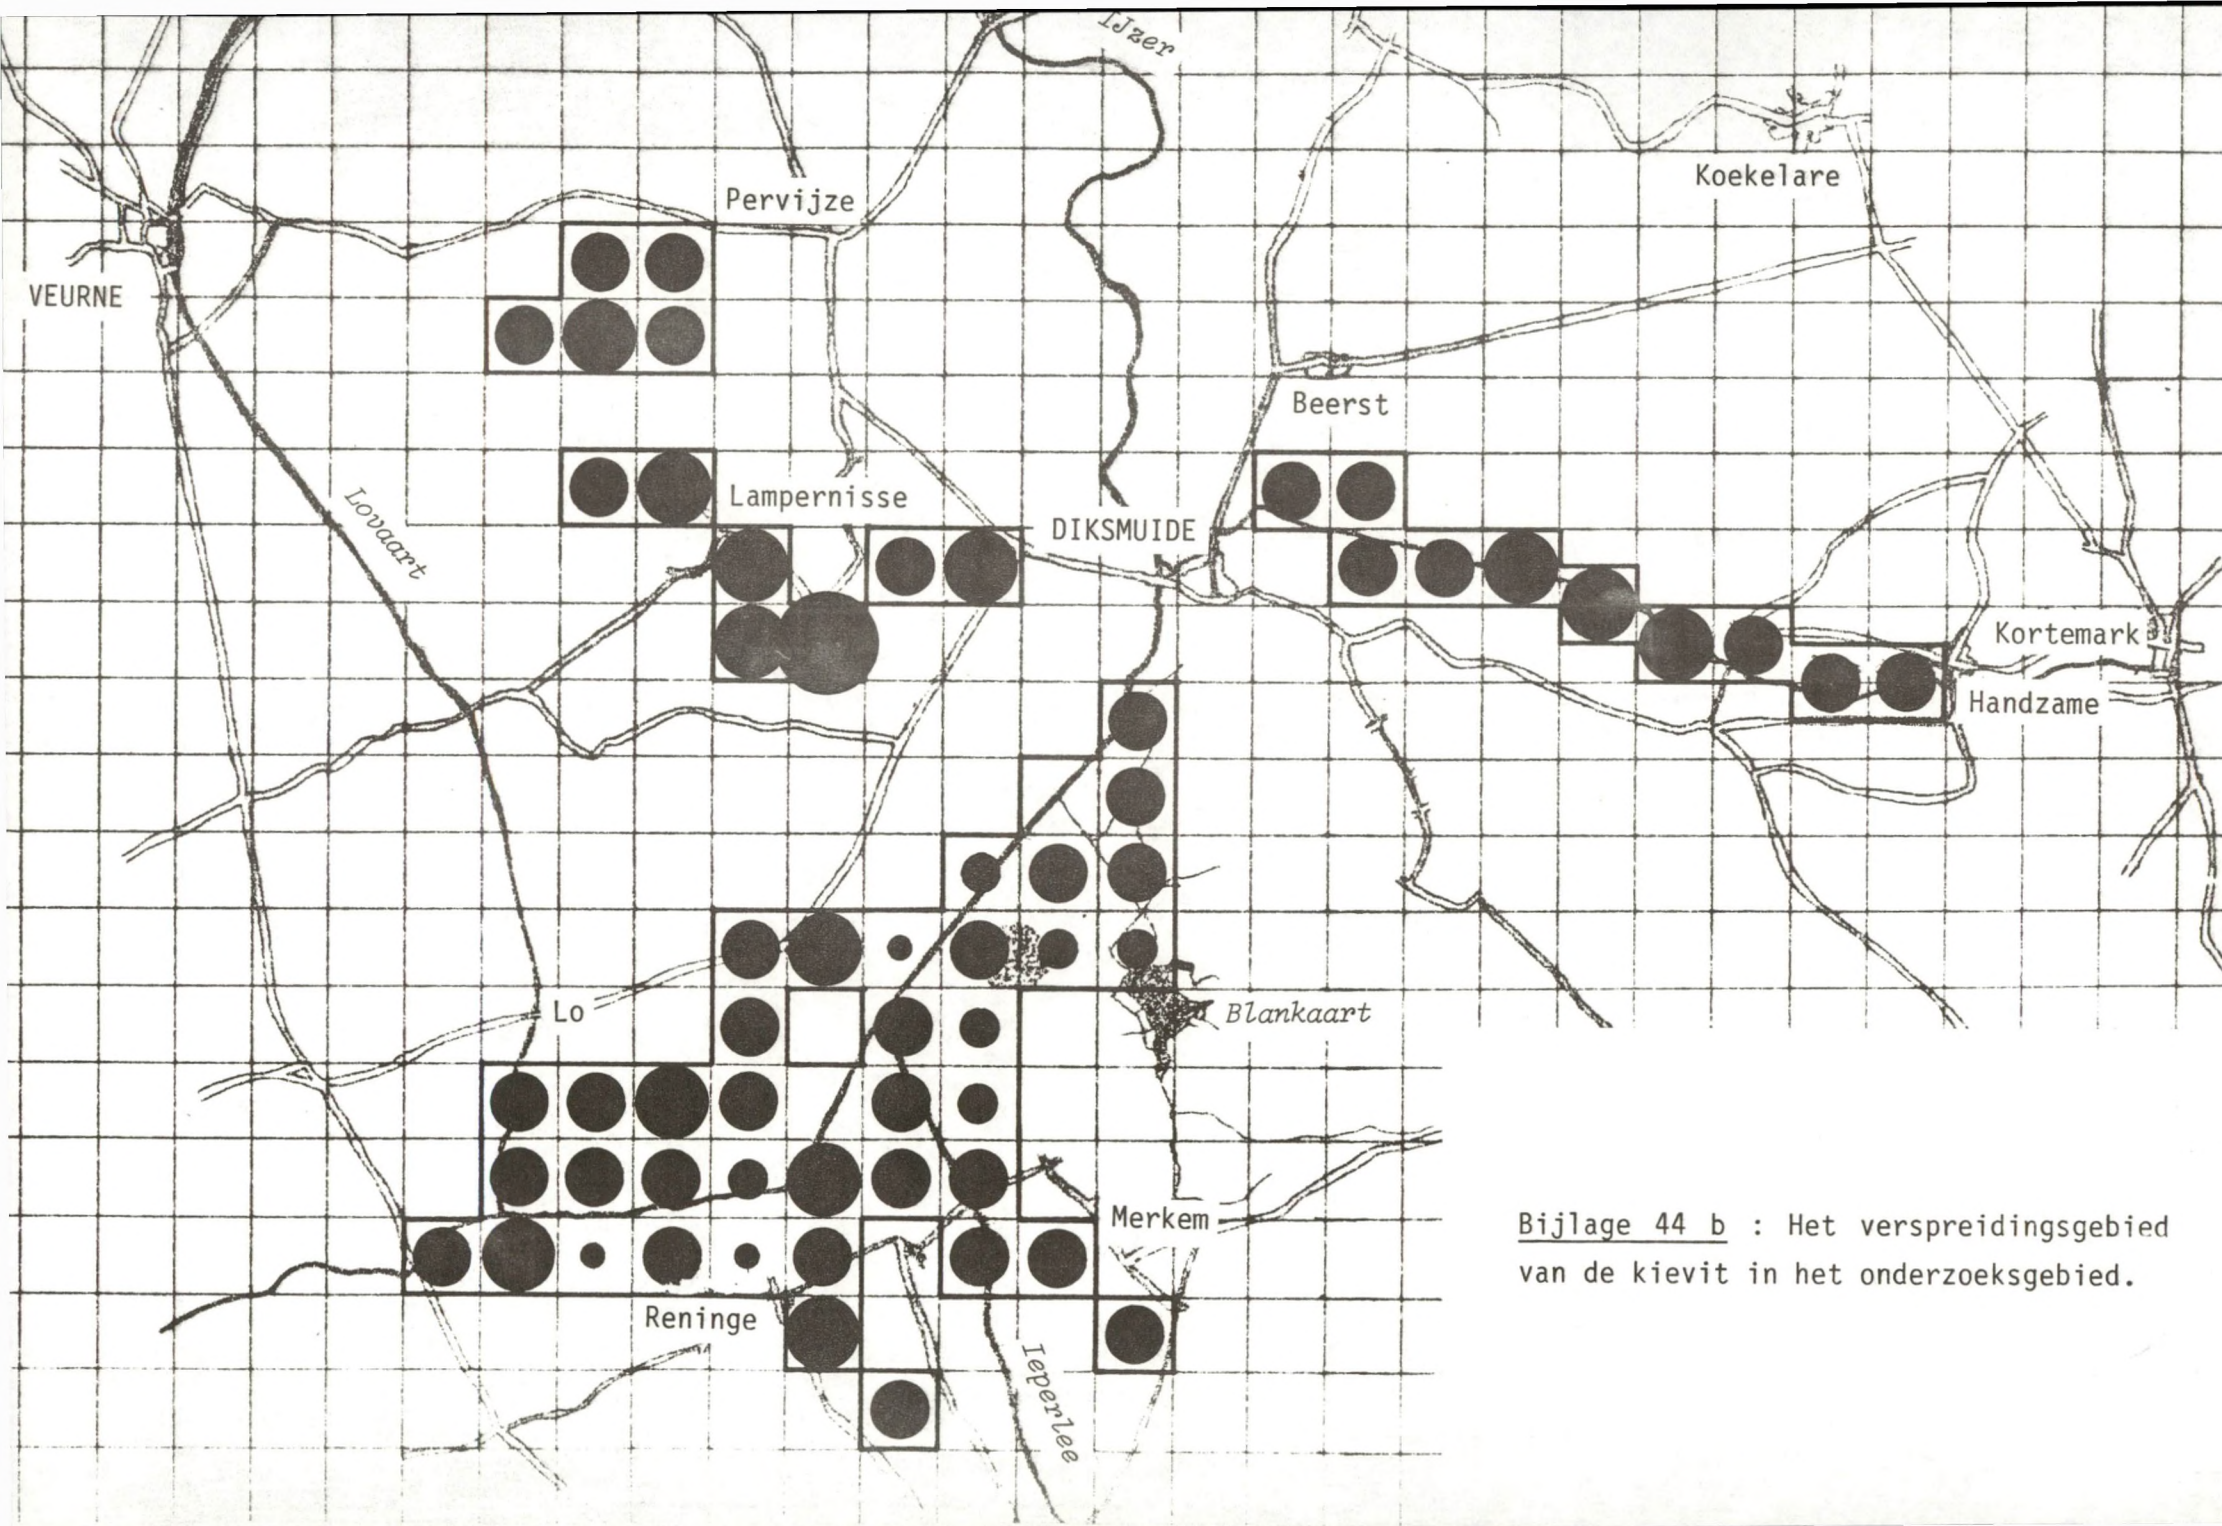 IJzer
Koekelare
Pervijze
VEURNE
Beerst
Lovaart
Lampernisse
DIKSMUIDE
Kortemark
Handzame
Lo
Blankaart
Merkem
Reninge
Ieperlee
Bijlage 44 b : Het verspreidingsgebied
van de kievit in het onderzoeksgebied.